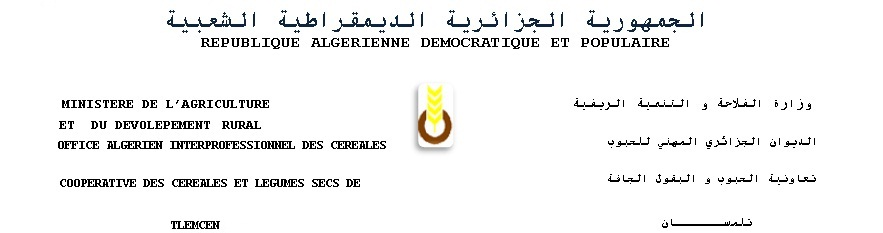 الجمهورية الجزائرية الديمقراطية الشعبية
REPUBLIQUE ALGERIENNE DEMOCRATIQUE ET POPULAIRE
MINISTERE DE L’AGRICULTURE
وزارة الفلاحة و التنمية الريفية
ET DU DEVOLEPEMENT RURAL
OFFICE ALGERIEN INTERPROFESSIONNEL DES CEREALES
الديوان الجزائري المهني للحبوب
COOPERATIVE DES CEREALES ET LEGUMES SECS DE
تعاونية الحبوب و البقول الجافة
TLEMCEN
تلمســـــــان